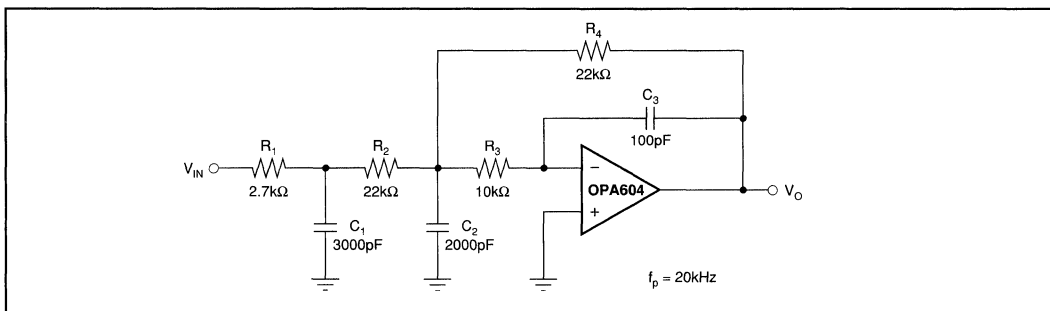 R4
22kΩ
C3
100pF
R1
R2
R3
VIN
2.7kΩ
22kΩ
10kΩ
−
OPA604
+
VO
C1
3000pF
C2
2000pF
fp = 20kHz